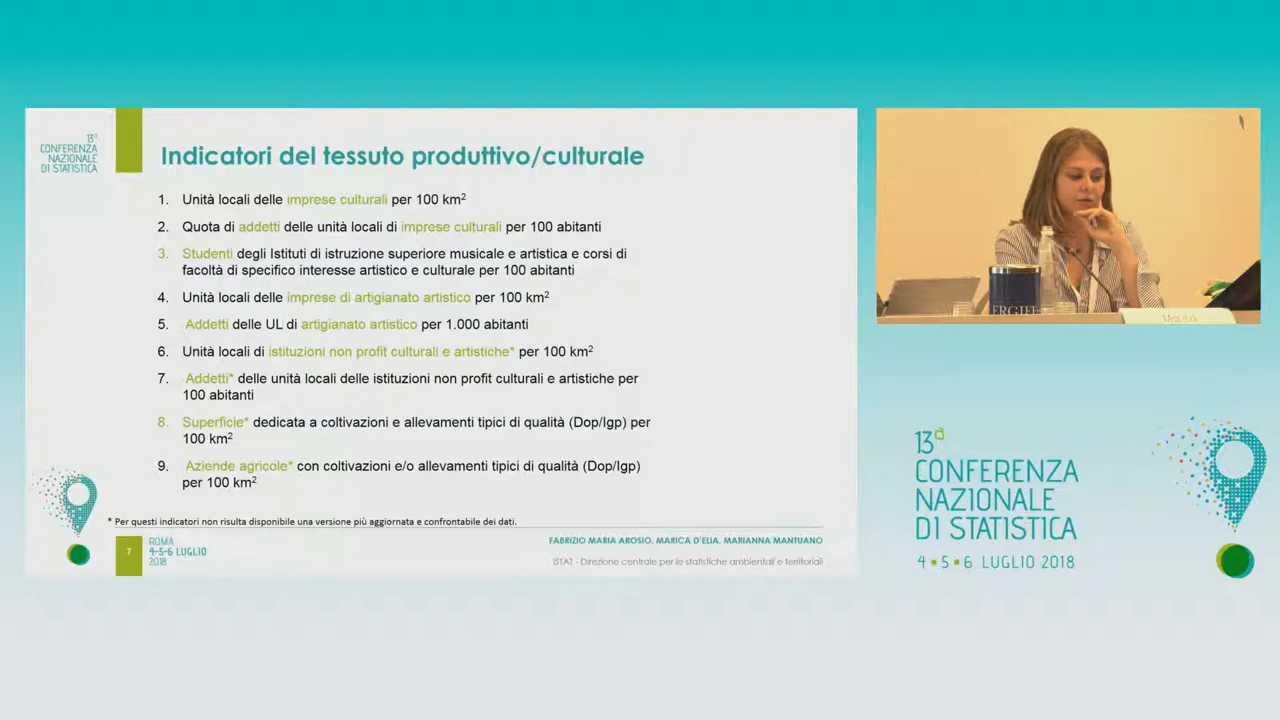 13°
CONFERENZA
NAZIONALE
DI STATISTICA
Indicatori del tessuto produttivo/culturale
1. Unità locali delle imprese culturali per 100 km²
2. Quota di addetti delle unità locali di imprese culturali per 100 abitanti
3. Studenti degli Istituti di istruzione superiore musicale e artistica e corsi di
facoltà di specifico interesse artistico e culturale per 100 abitanti
4. Unità locali delle imprese di artigianato artistico per 100 km²
5. Addetti delle UL di artigianato artistico per 1.000 abitanti
6. Unità locali di istituzioni non profit culturali e artistiche* per 100 km²
7. Addetti* delle unità locali delle istituzioni non profit culturali e artistiche per
100 abitanti
8. Superficie* dedicata a coltivazioni e allevamenti tipici di qualità (Dop/Igp) per
100 km²
9. Aziende agricole* con coltivazioni e/o allevamenti tipici di qualità (Dop/Igp)
per 100 km²
* Per questi indicatori non risulta disponibile una versione più aggiornata e confrontabile dei dati.
7
ROMA
4-5-6 LUGLIO
2018
FABRIZIO MARIA AROSIO, MARICA D'ELIA, MARIANNA MANTUANO
ISTAT - Direzione centrale per le statistiche ambientali e territoriali
ERGIFE
13a
CONFERENZA
NAZIONALE
DI STATISTICA
4•5•6 LUGLIO 2018